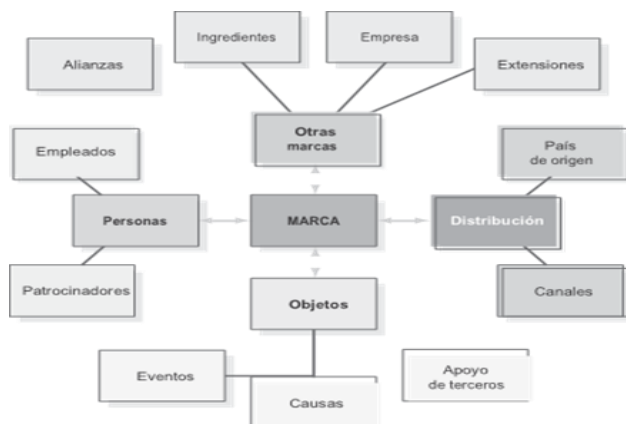 Ingredientes
Empresa
Alianzas
Extensiones
Otras
marcas
Empleados
País
de origen
Personas
MARCA
Distribución
Patrocinadores
Objetos
Canales
Eventos
Causas
Apoyo
de terceros